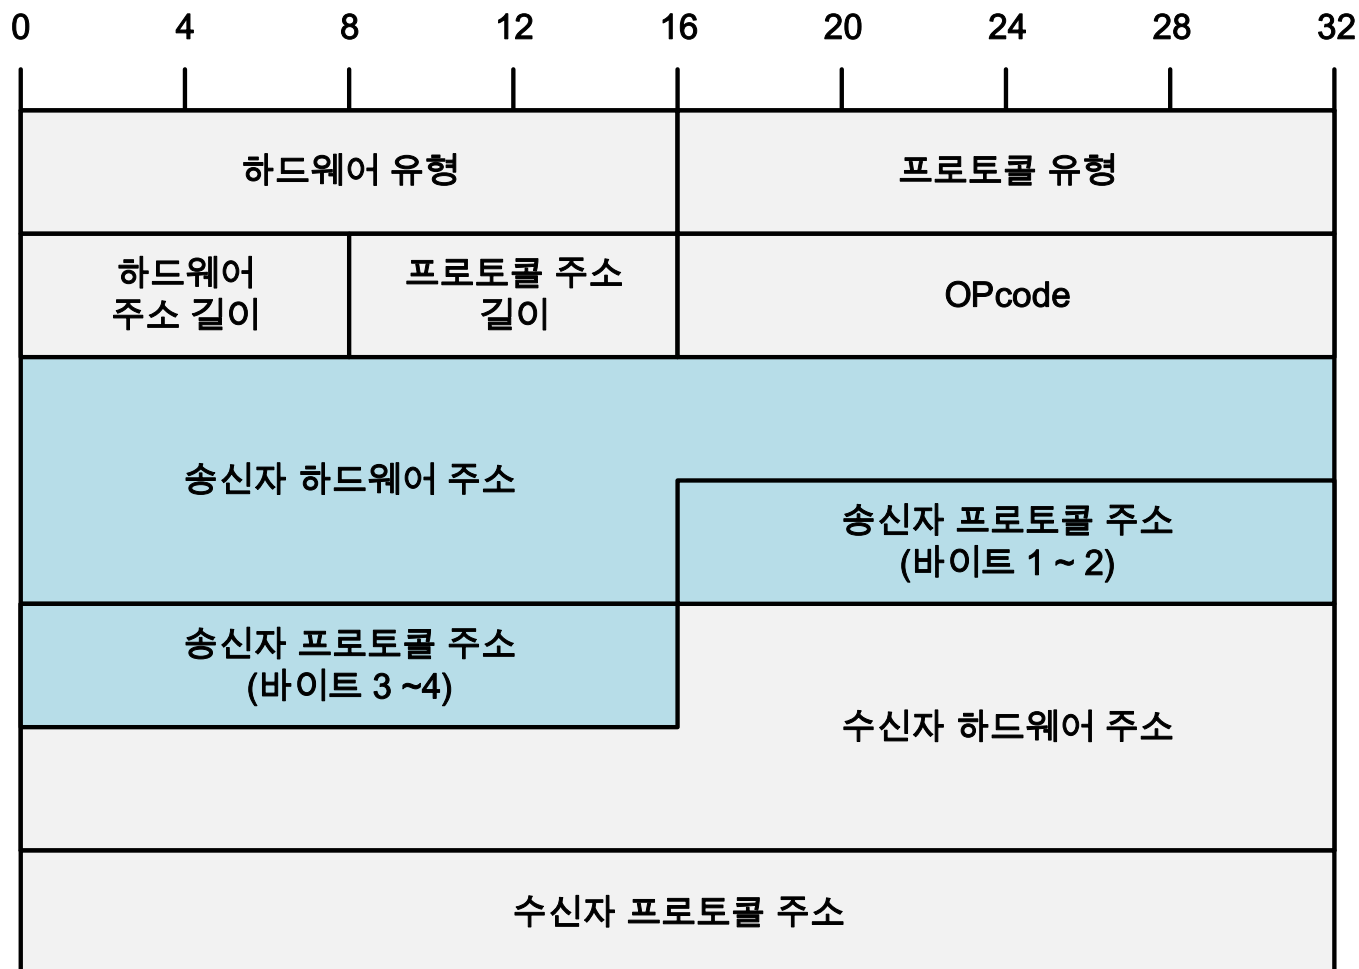 0 4 8 12 16 20 24 28 32
하드웨어 유형
프로토콜 유형
하드웨어
주소 길이
프로토콜 주소
길이
OPcode
송신자 하드웨어 주소
송신자 프로토콜 주소
(바이트 1 ~ 2)
송신자 프로토콜 주소
(바이트 3 ~4)
수신자 하드웨어 주소
수신자 프로토콜 주소